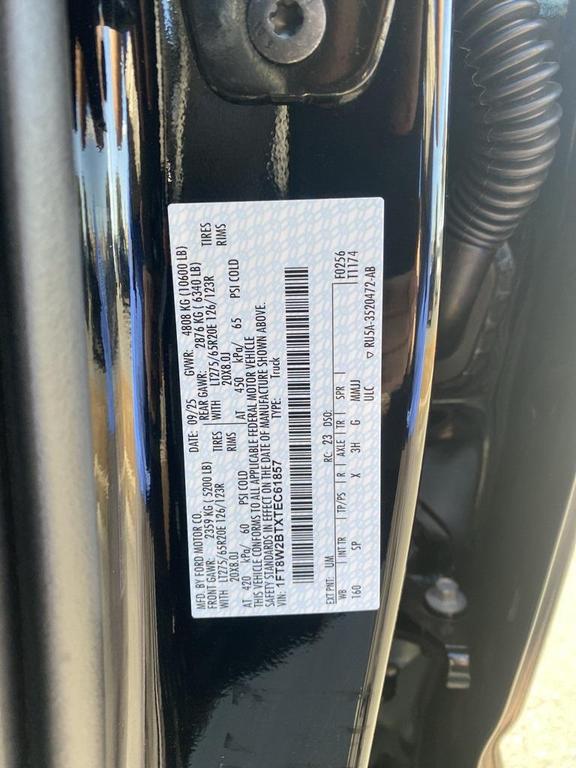 MFD. BY FORD MOTOR CO. DATE: 09/25 GVWR: 4808 KG (10600 LB)
FRONT GAWR: 2359 KG (5200 LB) REAR GAWR: 2876 KG (6340 LB)
WITH LT275/65R20E 126/123R TIRES WITH LT275/65R20E 126/123R TIRES
20X8.0J RIMS 20X8.0J RIMS
AT 420 kPa/ 60 PSI COLD AT 450 kPa/ 65 PSI COLD
THIS VEHICLE CONFORMS TO ALL APPLICABLE FEDERAL MOTOR VEHICLE
SAFETY STANDARDS IN EFFECT ON THE DATE OF MANUFACTURE SHOWN ABOVE.
VIN: 1FT8W2BTXTEC61857 TYPE: Truck
EXT PNT: UM RC: 23 DSO: F0256
WB INT TR TP/PS R AXLE TR SPR TT174
160 SP X 3H G MMUJ
ULC ▽ RU5A-3520472-AB